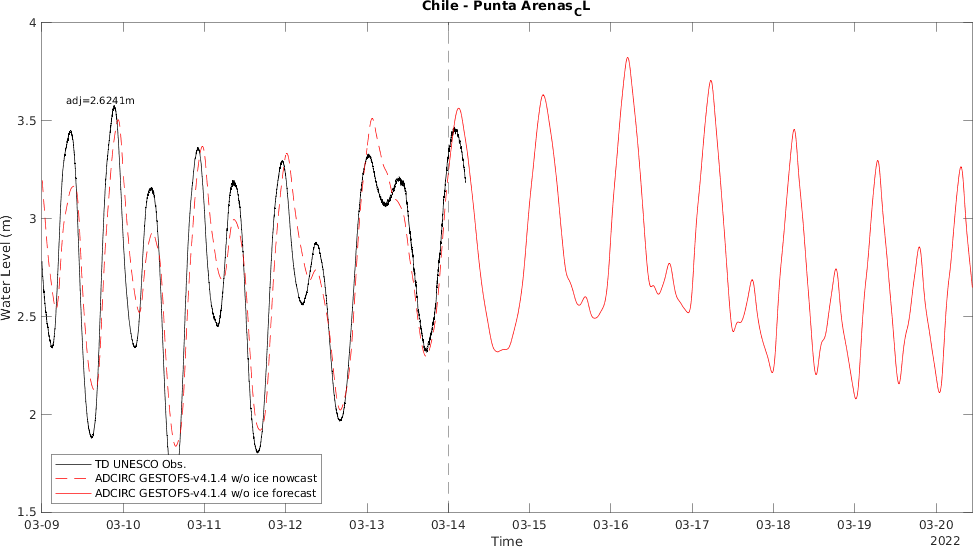 Chile - Punta Arenas_CL
4
adj=2.6241m
3.5
3
Water Level (m)
2.5
2
TD UNESCO Obs.
ADCIRC GESTOFS-v4.1.4 w/o ice nowcast
ADCIRC GESTOFS-v4.1.4 w/o ice forecast
1.5
03-09 03-10 03-11 03-12 03-13 03-14 03-15 03-16 03-17 03-18 03-19 03-20
Time 2022